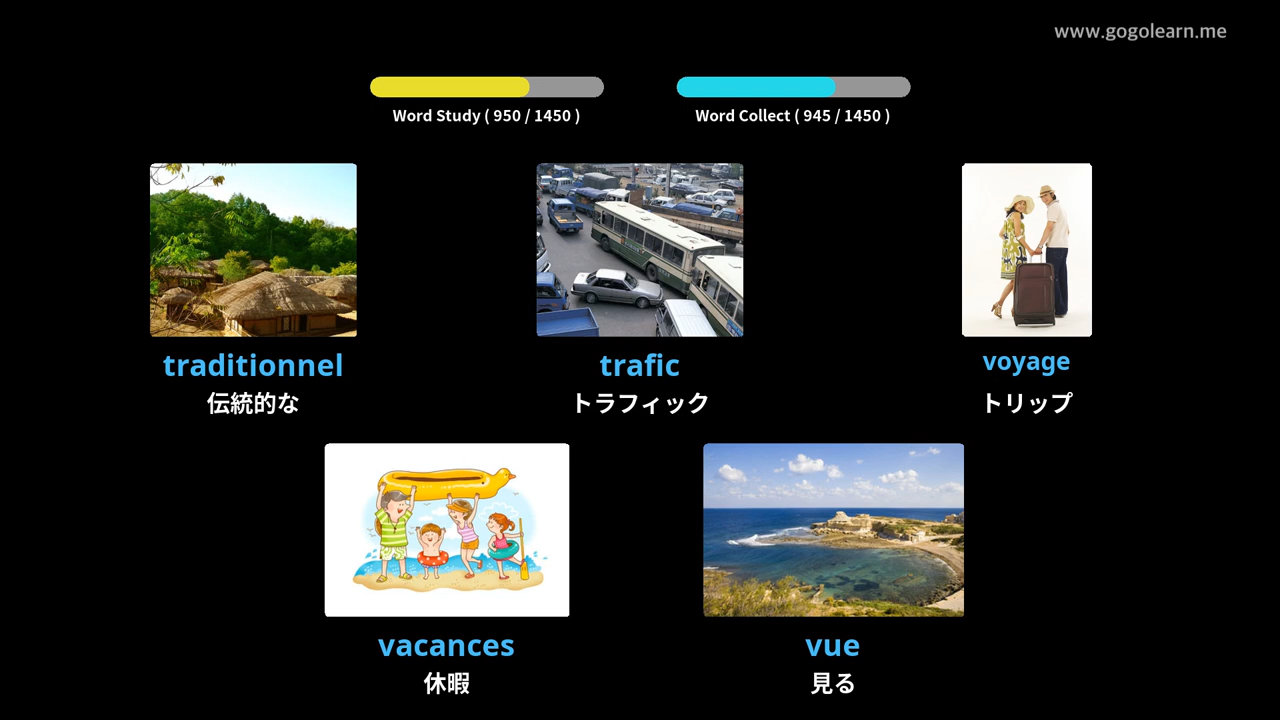 www.gogolearn.me
Word Study ( 950 / 1450 )
Word Collect ( 945 / 1450 )
traditionnel
伝統的な
trafic
トラフィック
voyage
トリップ
vacances
休暇
vue
見る